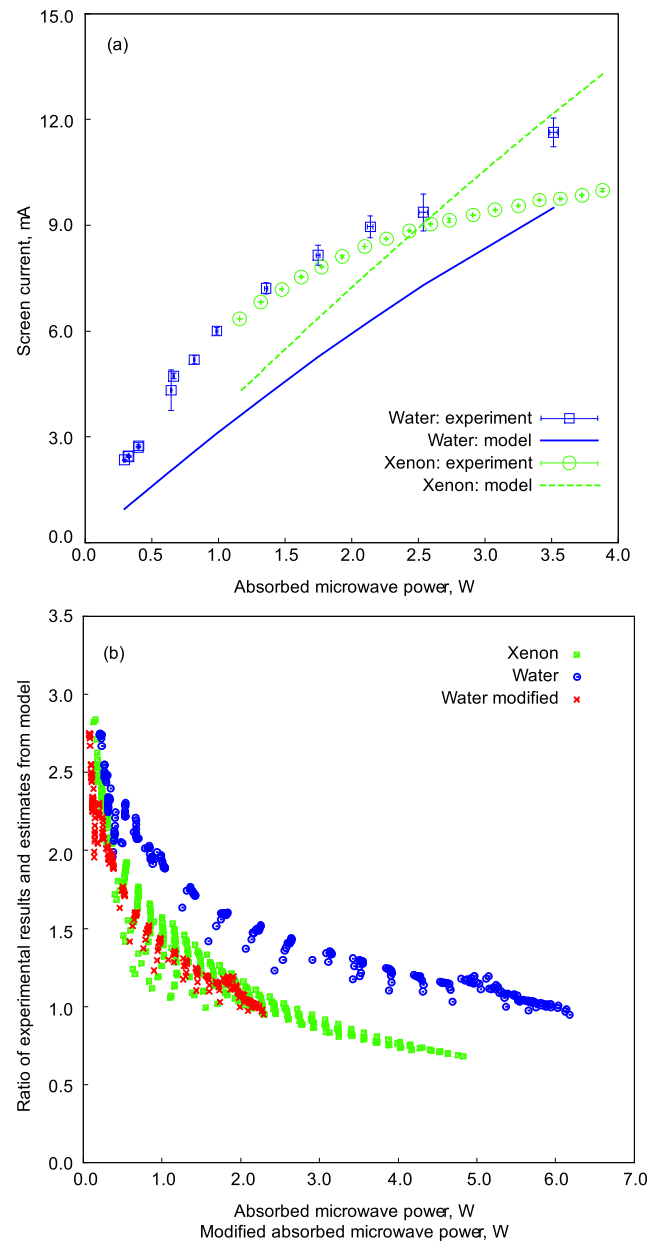 15.0
(a)
12.0
9.0
6.0
3.0
0.0
Screen current, mA
Water: experiment
Water: model
Xenon: experiment
Xenon: model
0.0 0.5 1.0 1.5 2.0 2.5 3.0 3.5 4.0
Absorbed microwave power, W
3.5
(b)
3.0
2.5
2.0
1.5
1.0
0.5
0.0
Ratio of experimental results and estimates from model
Xenon
Water
Water modified
0.0 1.0 2.0 3.0 4.0 5.0 6.0 7.0
Absorbed microwave power, W
Modified absorbed microwave power, W